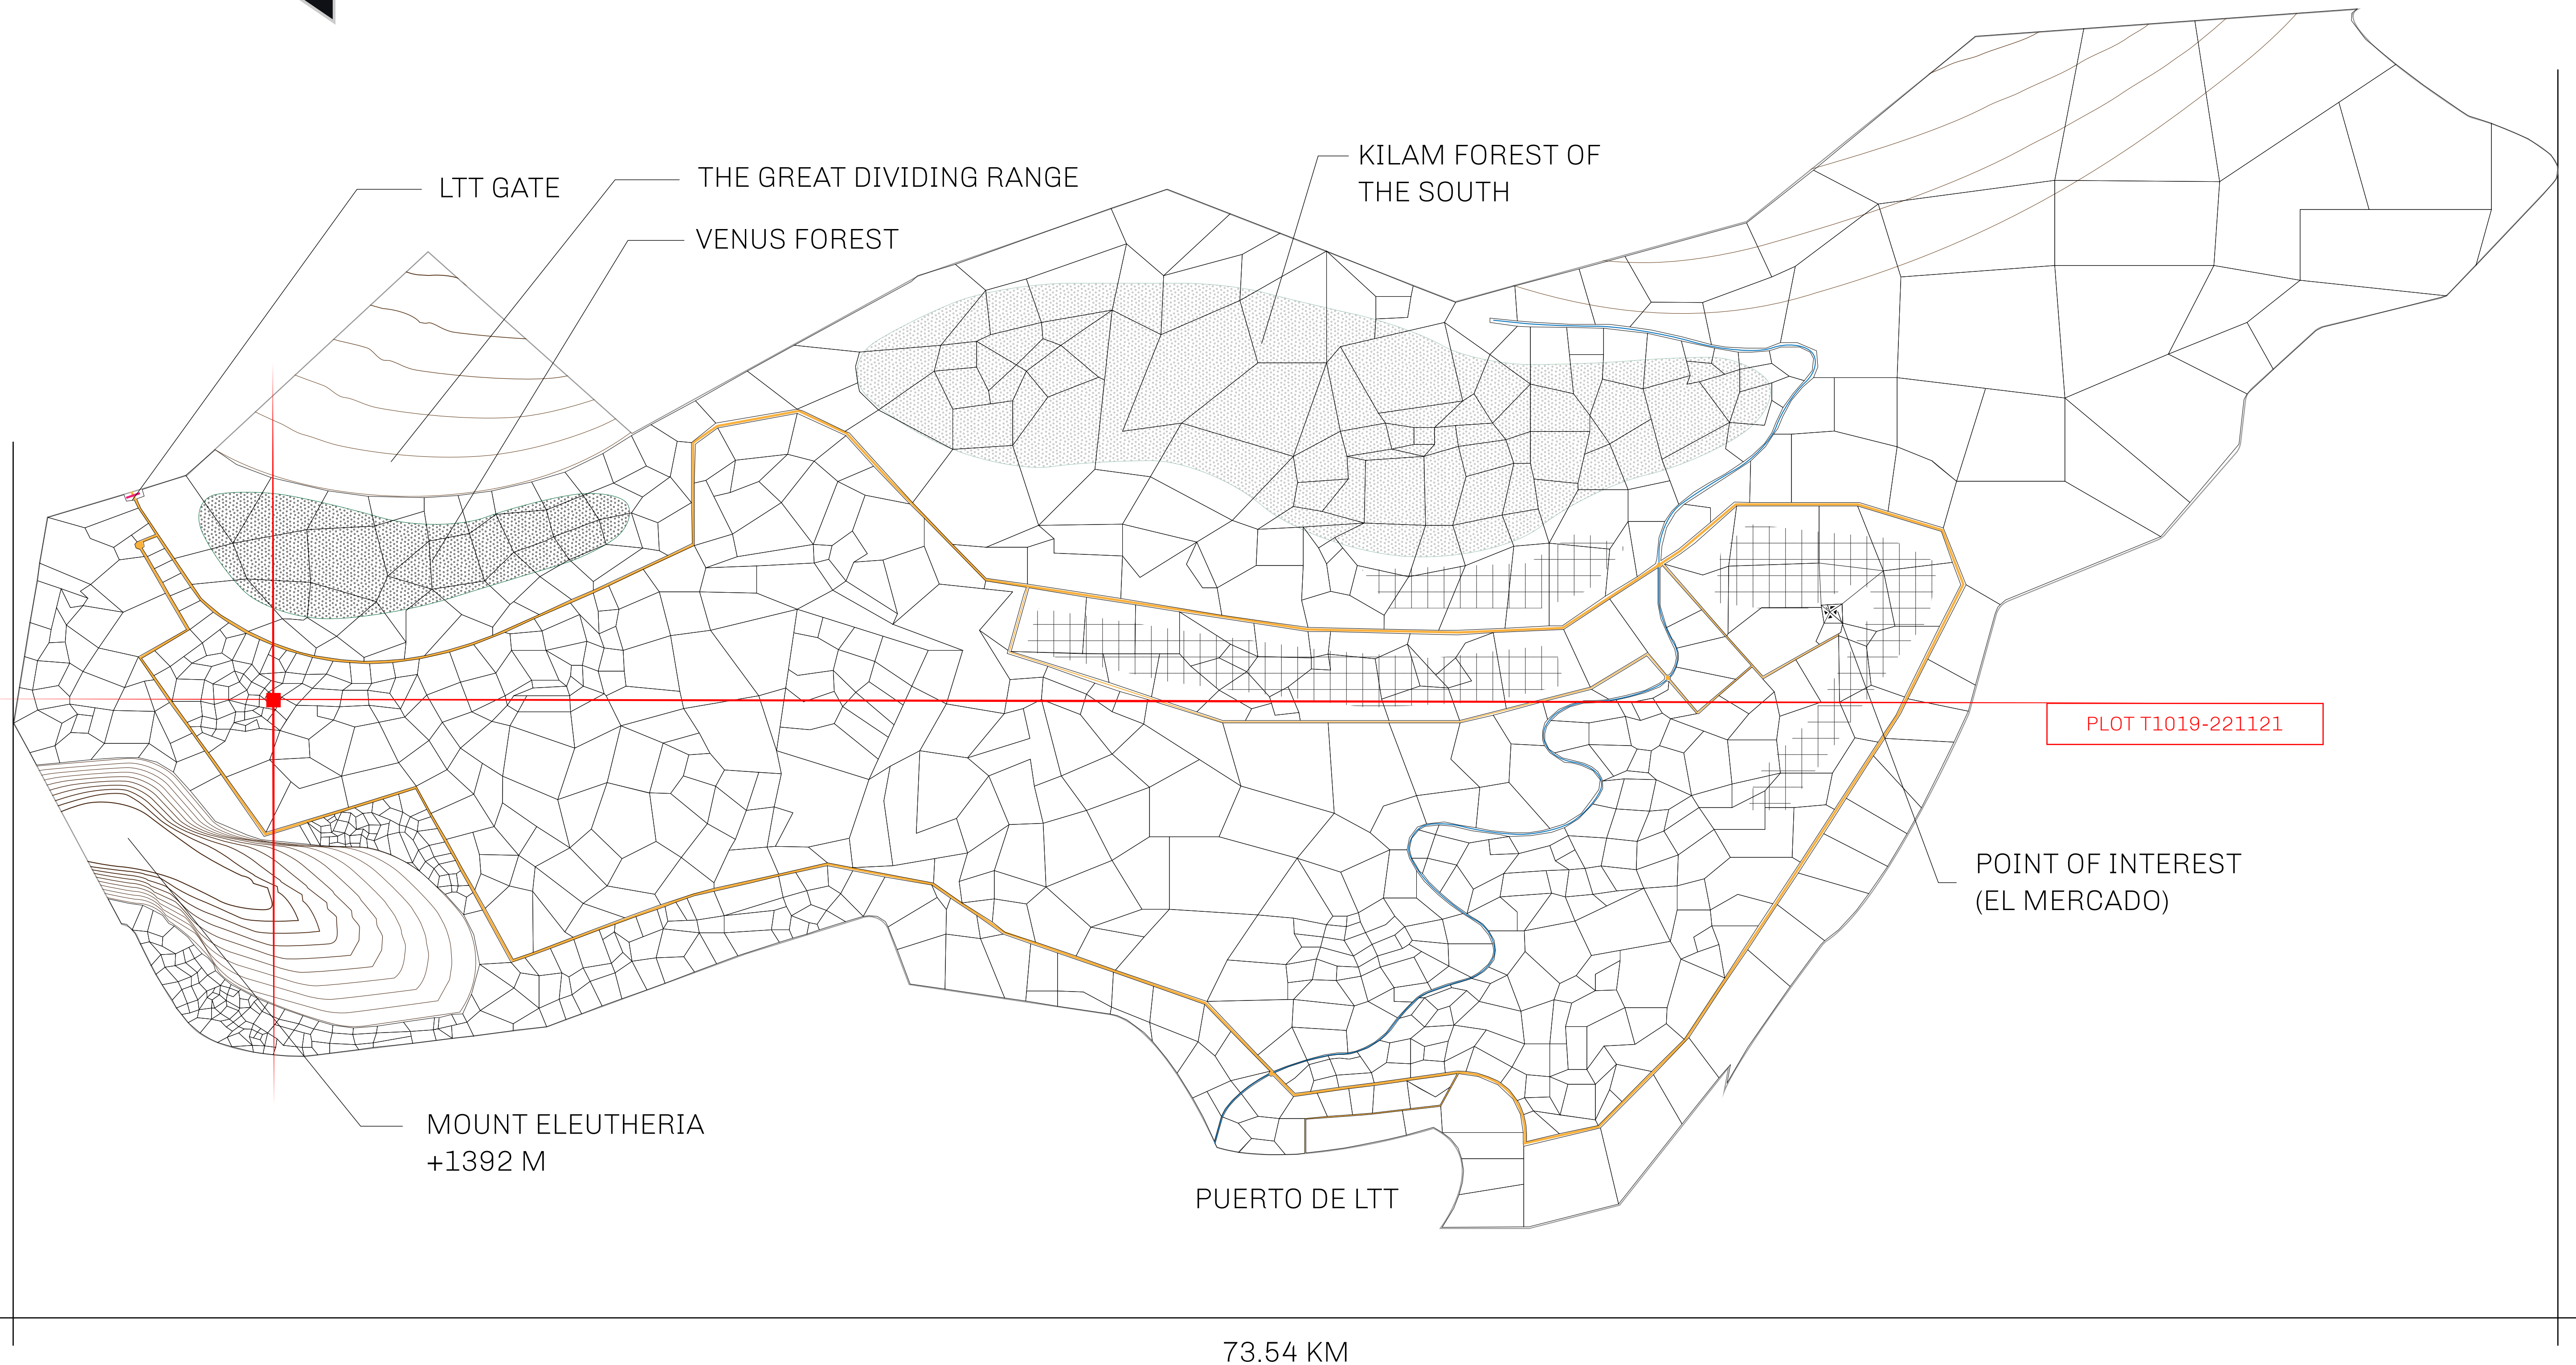 KILAM FOREST OF
THE SOUTH
THE GREAT DIVIDING RANGE
LTT GATE
VENUS FOREST
PLOT T1019-221121
POINT OF INTEREST
(EL MERCADO)
MOUNT ELEUTHERIA
+1392 M
PUERTO DE LTT
73.54 KM